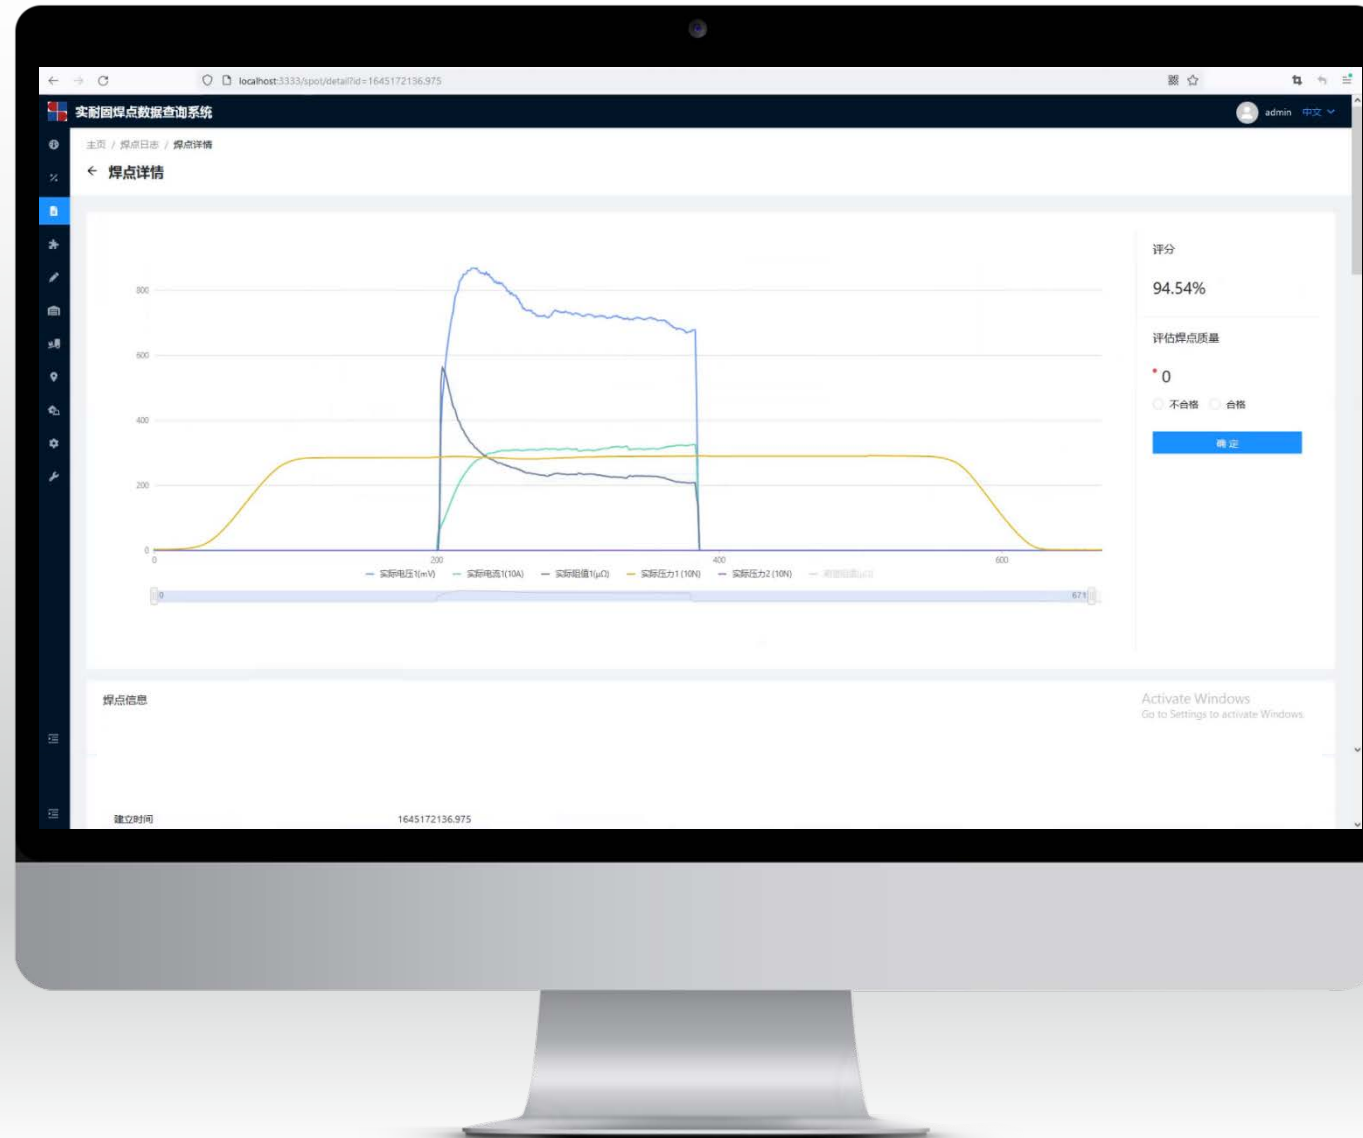 localhost:3333/spot/detail?id=1645172136.975
实耐固焊点数据查询系统
admin 中文
主页 / 焊点日志 / 焊点详情
← 焊点详情
评分
94.54%
评估焊点质量
* 0
不合格 合格
确 定
800
600
400
200
0
0 200 400 600
实际电压1(mV) 实际电流1(10A) 实际阻值1(μΩ) 实际压力1 (10N) 实际压力2 (10N)
0 671
焊点信息
Activate Windows
Go to Settings to activate Windows.
建立时间 1645172136.975